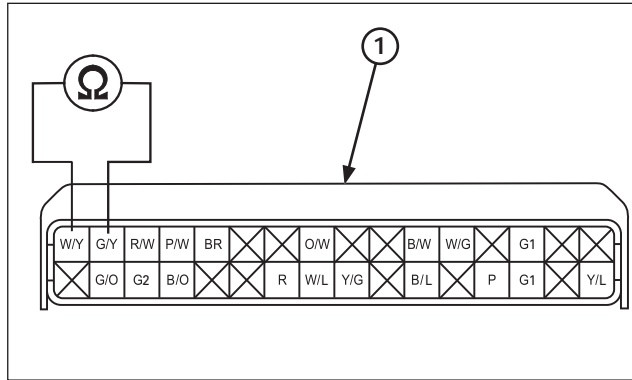 1
Ω
W/Y G/Y R/W P/W BR O/W B/W W/G G1
G/O G2 B/O R W/L Y/G B/L P G1 Y/L